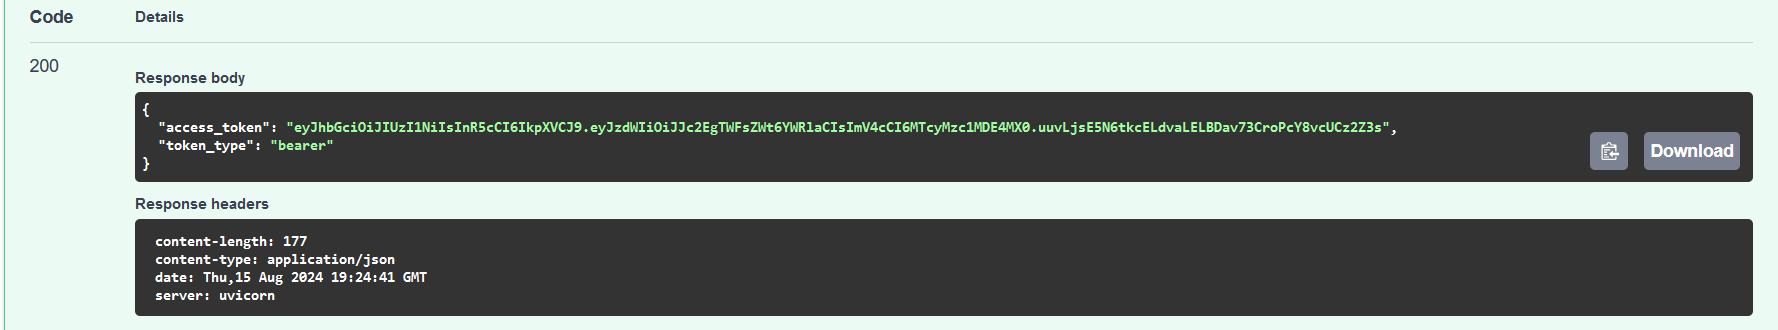 Code Details
200
Response body
{
"access_token": "eyJhbGciOiJIUzI1NiIsInR5cCI6IkpXVCJ9.eyJzdWIiOiJJc2EgTWFsZWt6YWRlaCIsImV4cCI6MTcyMzc1MDE4MX0.uuvLjsE5N6tkcELdvaLELBDav73CroPcY8vcUCz2Z3s",
"token_type": "bearer"
}
Download
Response headers
content-length: 177
content-type: application/json
date: Thu,15 Aug 2024 19:24:41 GMT
server: uvicorn